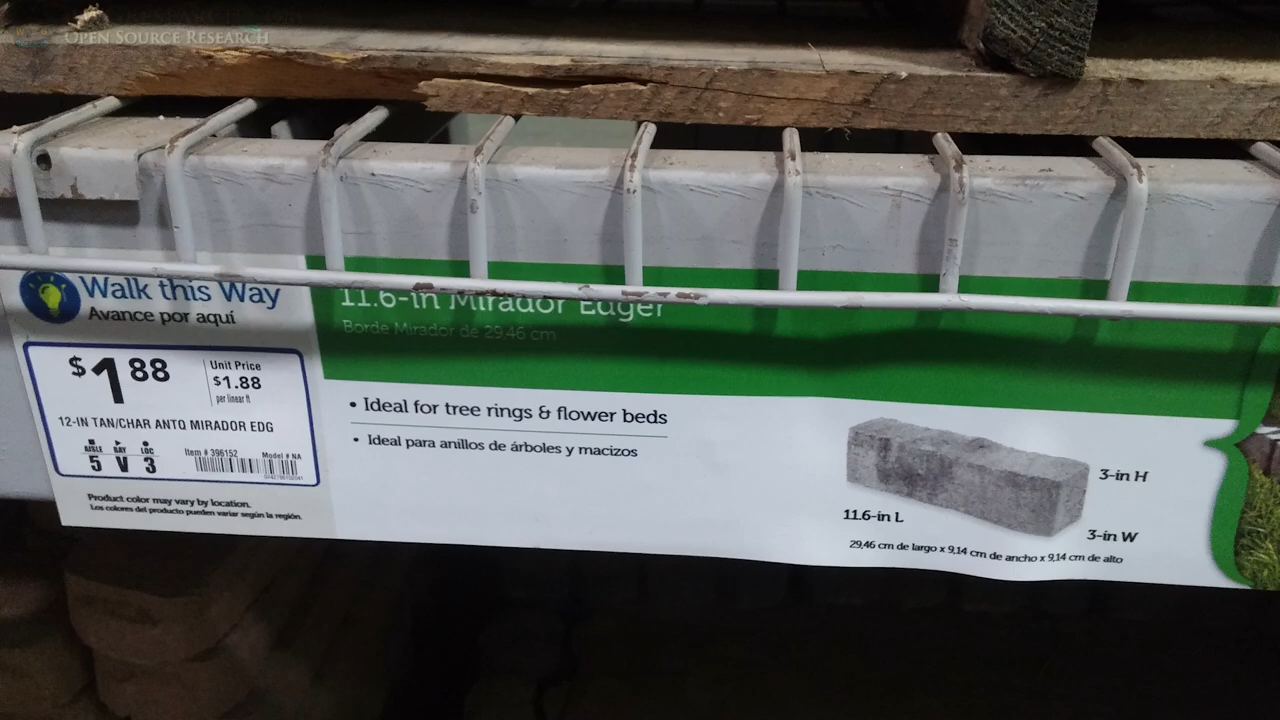 Open Source Research
Walk this Way
Avance por aquí
$188
Unit Price
$1.88
per linear ft
12-IN TAN/CHAR ANTO MIRADOR EDG
AISLE BAY LOC
5 V 3
Item # 396152
Model # NA
Product color may vary by location.
Los colores del producto pueden variar según la región.
11.6-in Mirador Edger
Borde Mirador de 29,46 cm
• Ideal for tree rings & flower beds
• Ideal para anillos de árboles y macizos
3-in H
11.6-in L
3-in W
29,46 cm de largo x 9,14 cm de ancho x 9,14 cm de alto